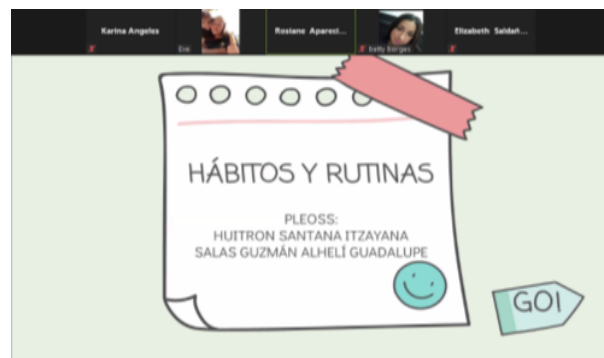 Karina Angeles
Eve
Rosiane Apareci...
betty Borges
Elizabeth Saldañ...
HÁBITOS Y RUTINAS
PLEOSS:
HUITRON SANTANA ITZAYANA
SALAS GUZMÁN ALHELÍ GUADALUPE
GO!